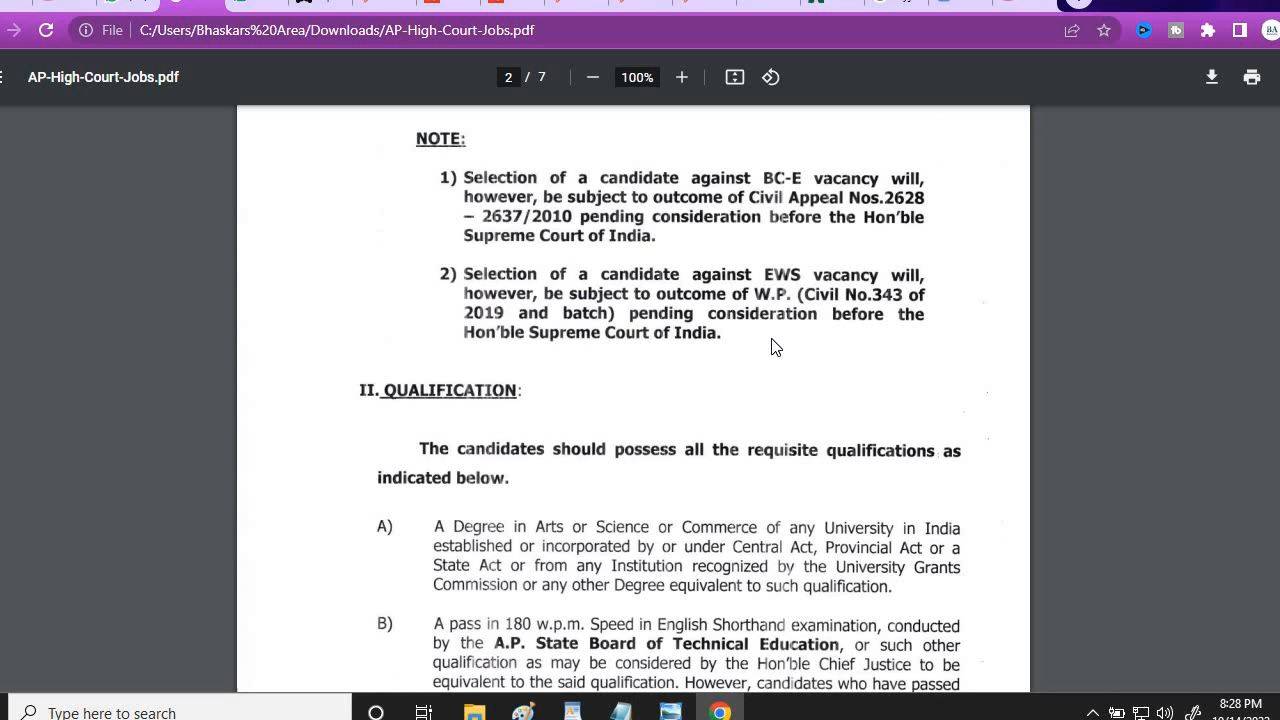 File C:/Users/Bhaskars%20Area/Downloads/AP-High-Court-Jobs.pdf
AP-High-Court-Jobs.pdf
2 / 7
100%
NOTE:
1) Selection of a candidate against BC-E vacancy will,
however, be subject to outcome of Civil Appeal Nos.2628
– 2637/2010 pending consideration before the Hon'ble
Supreme Court of India.
2) Selection of a candidate against EWS vacancy will,
however, be subject to outcome of W.P. (Civil No.343 of
2019 and batch) pending consideration before the
Hon'ble Supreme Court of India.
II. QUALIFICATION:
The candidates should possess all the requisite qualifications as
indicated below.
A) A Degree in Arts or Science or Commerce of any University in India
established or incorporated by or under Central Act, Provincial Act or a
State Act or from any Institution recognized by the University Grants
Commission or any other Degree equivalent to such qualification.
B) A pass in 180 w.p.m. Speed in English Shorthand examination, conducted
by the A.P. State Board of Technical Education, or such other
qualification as may be considered by the Hon'ble Chief Justice to be
equivalent to the said qualification. However, candidates who have passed
Type here to search
8:28 PM